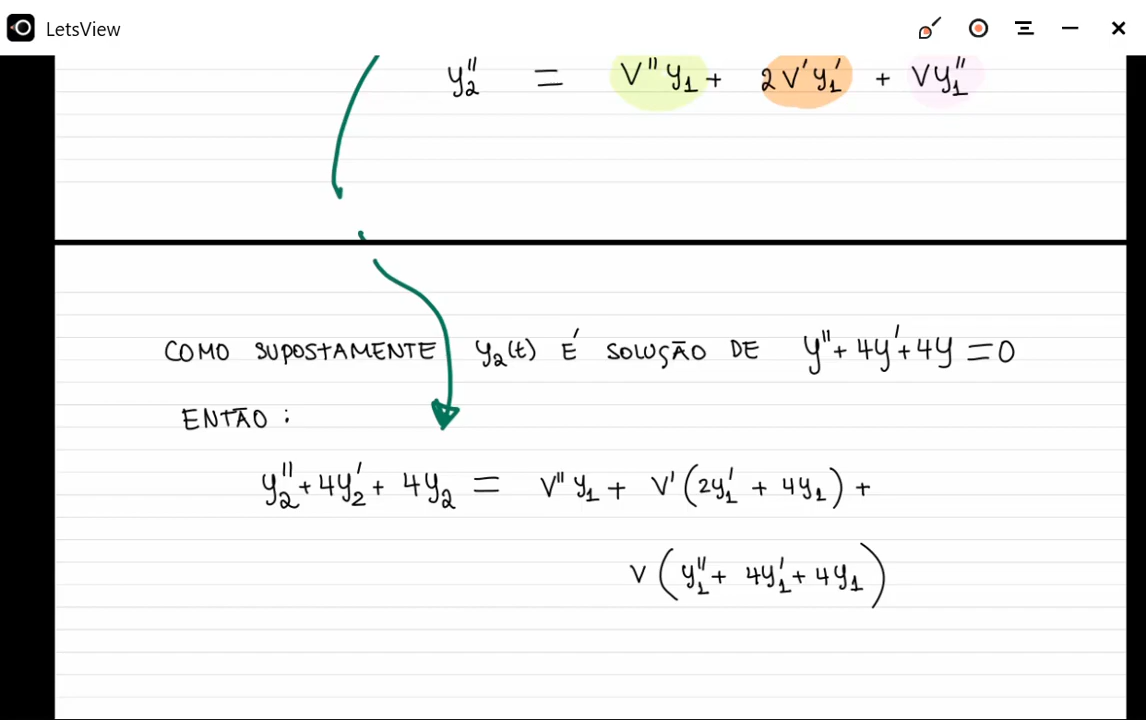 LetsView
y₂'' = V''y₁ + 2V'y₁' + Vy₁''
COMO SUPOSTAMENTE y₂(t) É SOLUÇÃO DE y'' + 4y' + 4y = 0
ENTÃO :
y₂'' + 4y₂' + 4y₂ = V''y₁ + V'(2y₁' + 4y₁) +
V(y₁'' + 4y₁' + 4y₁)